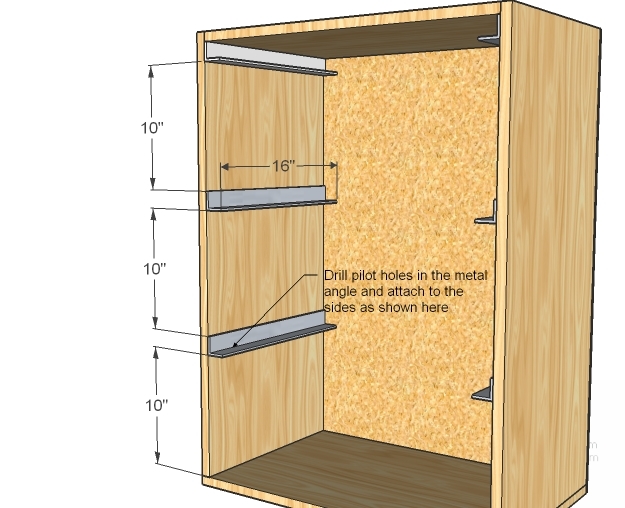 10"
16"
10"
Drill pilot holes in the metal
angle and attach to the
sides as shown here
10"